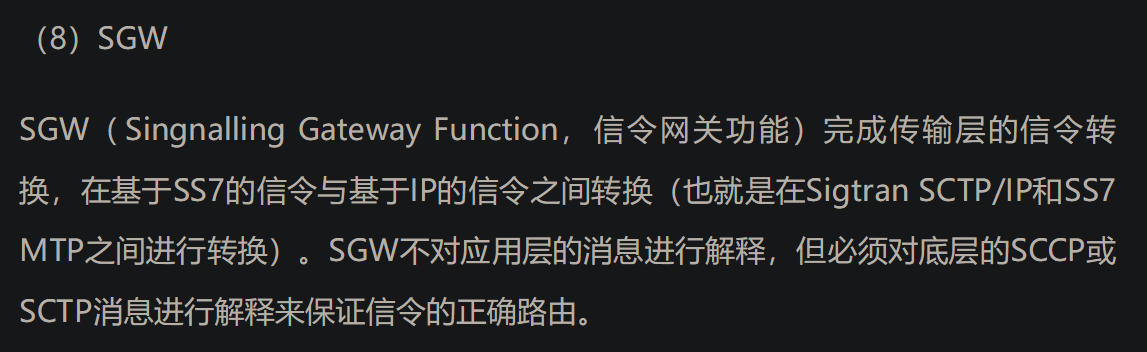 （8）SGW
SGW（Singnalling Gateway Function，信令网关功能）完成传输层的信令转
换，在基于SS7的信令与基于IP的信令之间转换（也就是在Sigtran SCTP/IP和SS7
MTP之间进行转换）。SGW不对应用层的消息进行解释，但必须对底层的SCCP或
SCTP消息进行解释来保证信令的正确路由。